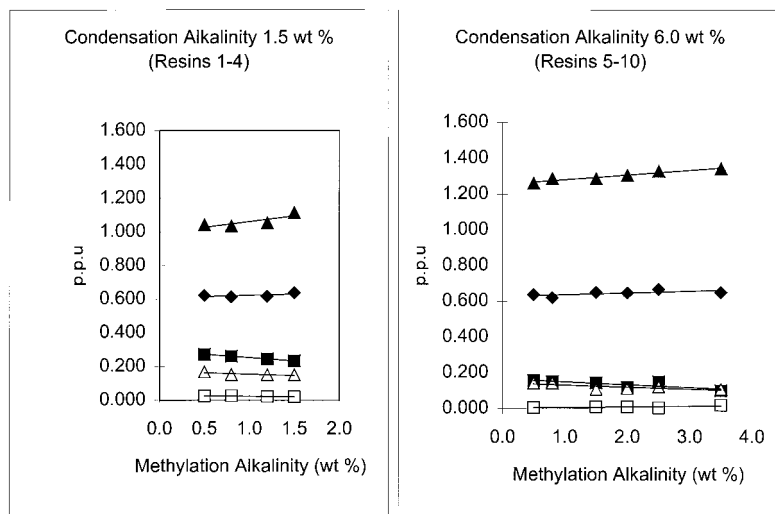 Condensation Alkalinity 1.5 wt %
(Resins 1-4)
1.600
1.400
1.200
1.000
0.800
0.600
0.400
0.200
0.000
p.p.u
0.0 0.5 1.0 1.5 2.0
Methylation Alkalinity (wt %)
Condensation Alkalinity 6.0 wt %
(Resins 5-10)
1.600
1.400
1.200
1.000
0.800
0.600
0.400
0.200
0.000
p.p.u
0.0 1.0 2.0 3.0 4.0
Methylation Alkalinity (wt %)